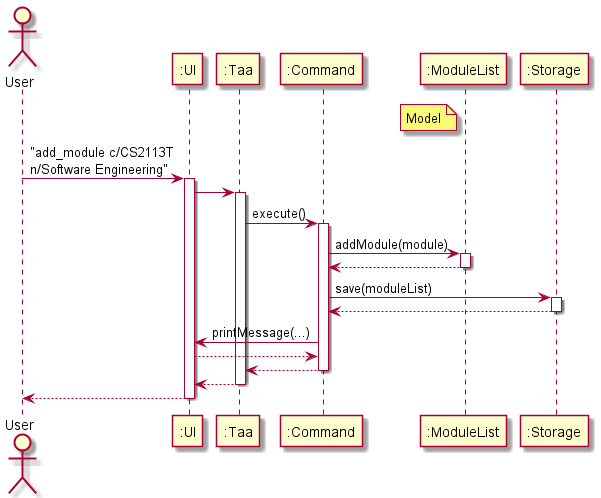 User
:UI
:Taa
:Command
:ModuleList
:Storage
Model
"add_module c/CS2113T
n/Software Engineering"
execute()
addModule(module)
save(moduleList)
printMessage(...)
User
:UI
:Taa
:Command
:ModuleList
:Storage